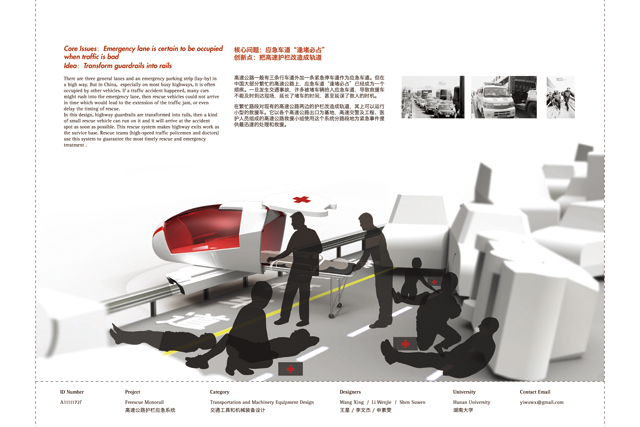 Core Issues: Emergency lane is certain to be occupied
when traffic is bad
Idea: Transform guardrails into rails
核心问题：应急车道“逢堵必占”
创新点：把高速护栏改造成轨道
There are three general lanes and an emergency parking strip (lay-by) in
a high way. But in China, especially on most busy highways, it is often
occupied by other vehicles. If a traffic accident happened, many cars
might rush into the emergency lane, then rescue vehicles could not arrive
in time which would lead to the extension of the traffic jam, or even
delay the timing of rescue.
In this design, highway guardrails are transformed into rails, then a kind
of small rescue vehicle can run on it and it will arrive at the accident
spot as soon as possible. This rescue system makes highway exits work as
the service base. Rescue teams (high-speed traffic policemen and doctors)
use this system to guarantee the most timely rescue and emergency
treatment .
高速公路一般有三条行车道外加一条紧急停车道作为应急车道。但在
中国大部分繁忙的高速公路上，应急车道“逢堵必占”已经成为一个
顽疾。一旦发生交通事故，许多被堵车辆抢入应急车道，导致救援车
不能及时到达现场，延长了堵车的时间，甚至延误了救人的时机。
在繁忙路段对现有的高速公路两边的护栏改造成轨道，其上可以运行
小型的救援车。它以各个高速公路出口为基地，高速交警及工程、医
护人员组成的高速公路救援小组使用这个系统分路段地为紧急事件提
供最迅速的处理和救援。
ID Number
Project
Category
Designers
University
Contact Email
Freeway Monorail
Transportation and Machinery Equipment Design
Wang Xing / Li Wenjie / Shen Suwen
Hunan University
yiwuwx@gmail.com
高速公路护栏应急系统
交通工具和机械装备设计
王星 / 李文杰 / 申素雯
湖南大学